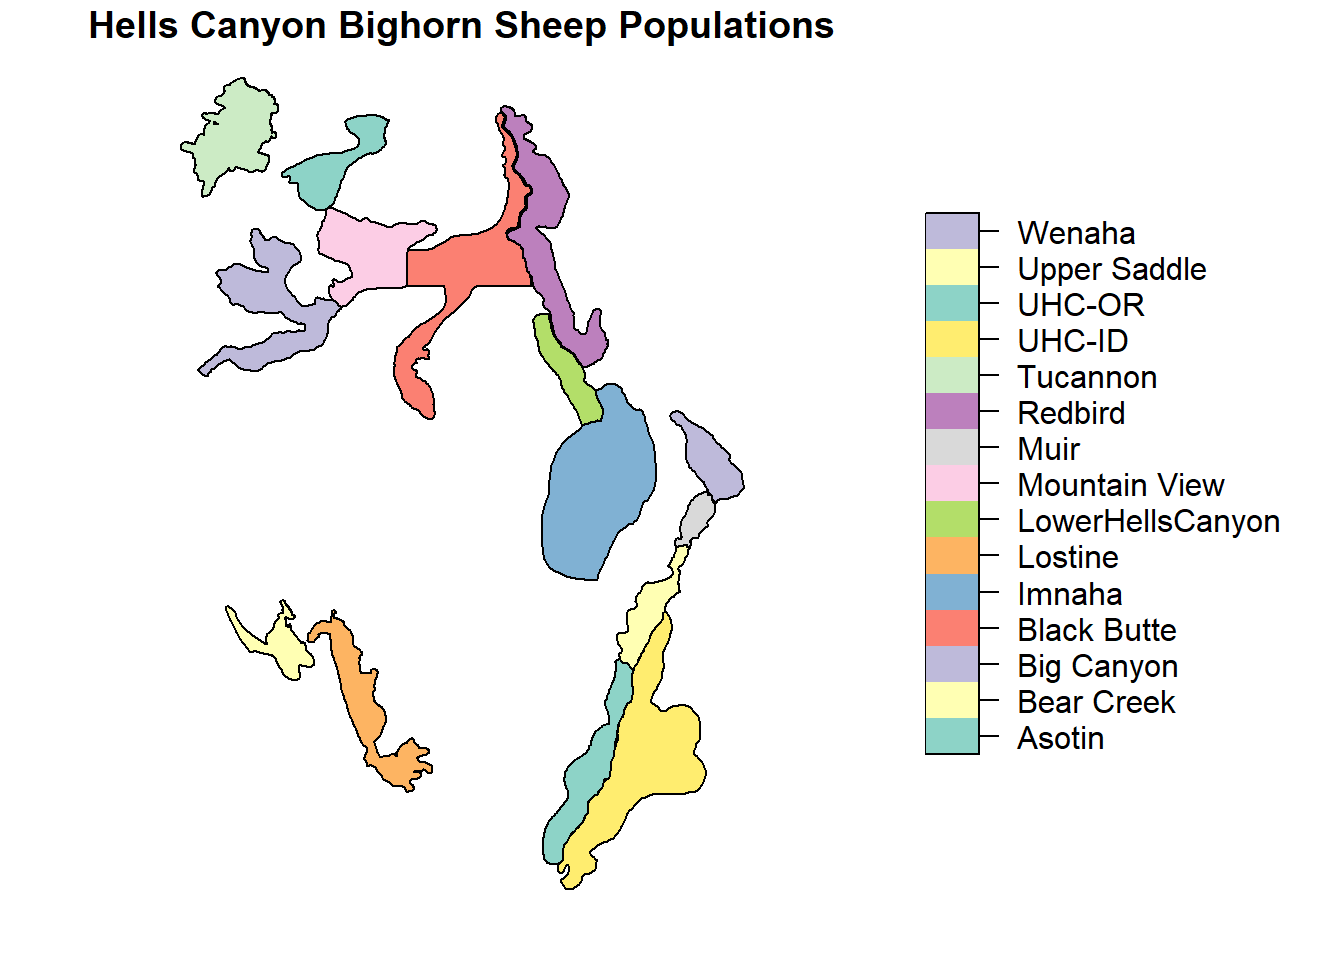 Hells Canyon Bighorn Sheep Populations
Wenaha
Upper Saddle
UHC-OR
UHC-ID
Tucannon
Redbird
Muir
Mountain View
LowerHellsCanyon
Lostine
Imnaha
Black Butte
Big Canyon
Bear Creek
Asotin